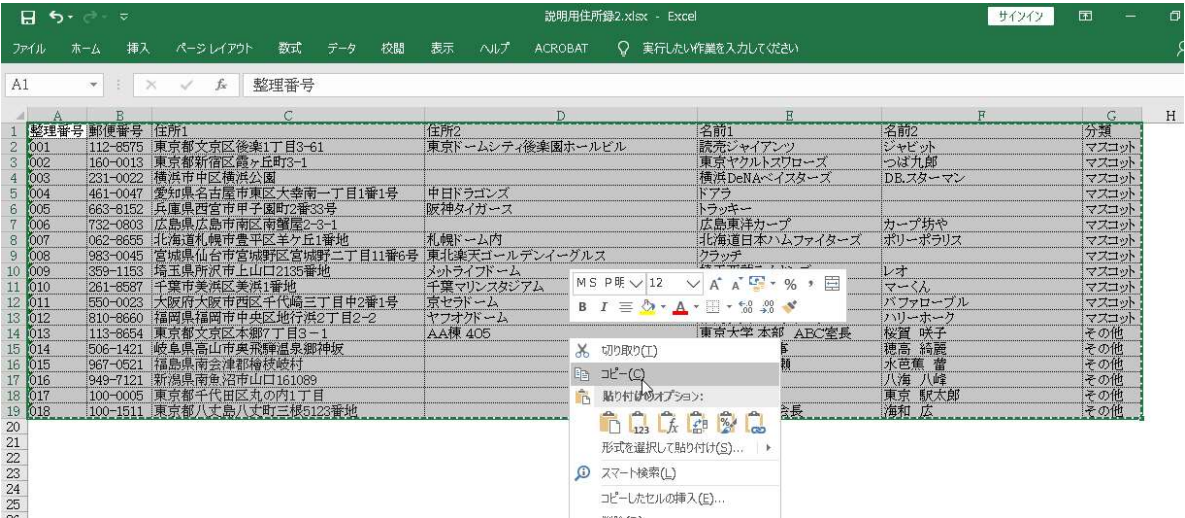 説明用住所録2.xlsx - Excel サインイン
ファイル ホーム 挿入 ページ レイアウト 数式 データ 校閲 表示 ヘルプ ACROBAT 実行したい作業を入力してください
A1 fx 整理番号
A B C D E F G H
1 整理番号 郵便番号 住所1 住所2 名前1 名前2 分類
2 001 112-8575 東京都文京区後楽1丁目3-61 東京ドームシティ後楽園ホールビル 読売ジャイアンツ ジャビット マスコット
3 002 160-0013 東京都新宿区霞ヶ丘町3-1 東京ヤクルトスワローズ つば九郎 マスコット
4 003 231-0022 横浜市中区横浜公園 横浜DeNAベイスターズ DB.スターマン マスコット
5 004 461-0047 愛知県名古屋市東区大幸南一丁目1番1号 中日ドラゴンズ ドアラ マスコット
6 005 663-8152 兵庫県西宮市甲子園町2番33号 阪神タイガース トラッキー マスコット
7 006 732-0803 広島県広島市南区南蟹屋2-3-1 広島東洋カープ カープ坊や マスコット
8 007 062-8655 北海道札幌市豊平区羊ケ丘1番地 札幌ドーム内 北海道日本ハムファイターズ ポリーポラリス マスコット
9 008 983-0045 宮城県仙台市宮城野区宮城野二丁目11番6号 東北楽天ゴールデンイーグルス クラッチ マスコット
10 009 359-1153 埼玉県所沢市上山口2135番地 メットライフドーム レオ マスコット
11 010 261-8587 千葉市美浜区美浜1番地 千葉マリンスタジアム マーくん マスコット
12 011 550-0023 大阪府大阪市西区千代崎三丁目中2番1号 京セラドーム バファローブル マスコット
13 012 810-8660 福岡県福岡市中央区地行浜2丁目2-2 ヤフオクドーム ハリーホーク マスコット
14 013 113-8654 東京都文京区本郷7丁目3－1 AA棟 405 東京大学 本部 ABC室長 桜賀 咲子 その他
15 014 506-1421 岐阜県高山市奥飛騨温泉郷神坂 穂高 綺麗 その他
16 015 967-0521 福島県南会津郡檜枝岐村 水芭蕉 蕾 その他
17 016 949-7121 新潟県南魚沼市山口161089 八海 八峰 その他
18 017 100-0005 東京都千代田区丸の内1丁目 東京 駅太郎 その他
19 018 100-1511 東京都八丈島八丈町三根5123番地 会長 海和 広 その他
20
21
22
23
24
25
MS P明 12 A A % ,
B I A
切り取り(T)
コピー(C)
貼り付けのオプション:
123 fx
形式を選択して貼り付け(S)...
スマート検索(L)
コピーしたセルの挿入(E)...